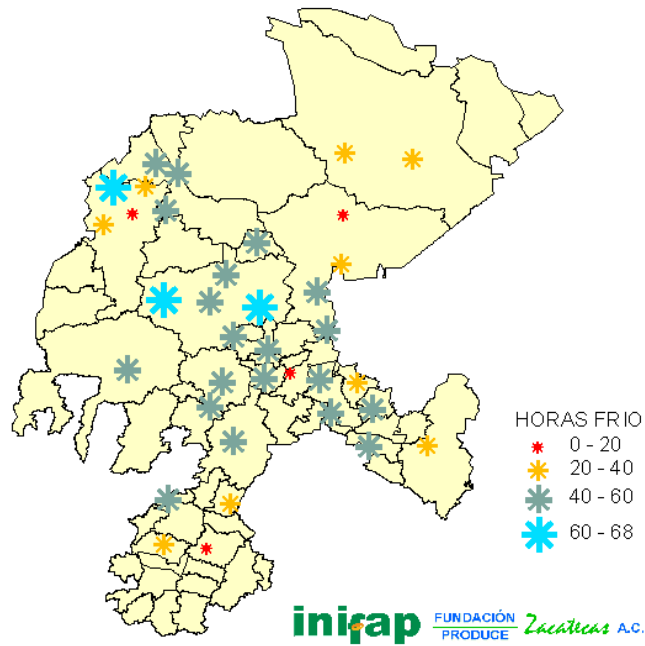 HORAS FRIO
0 - 20
20 - 40
40 - 60
60 - 68
inifap
FUNDACIÓN
PRODUCE
Zacatecas A.C.